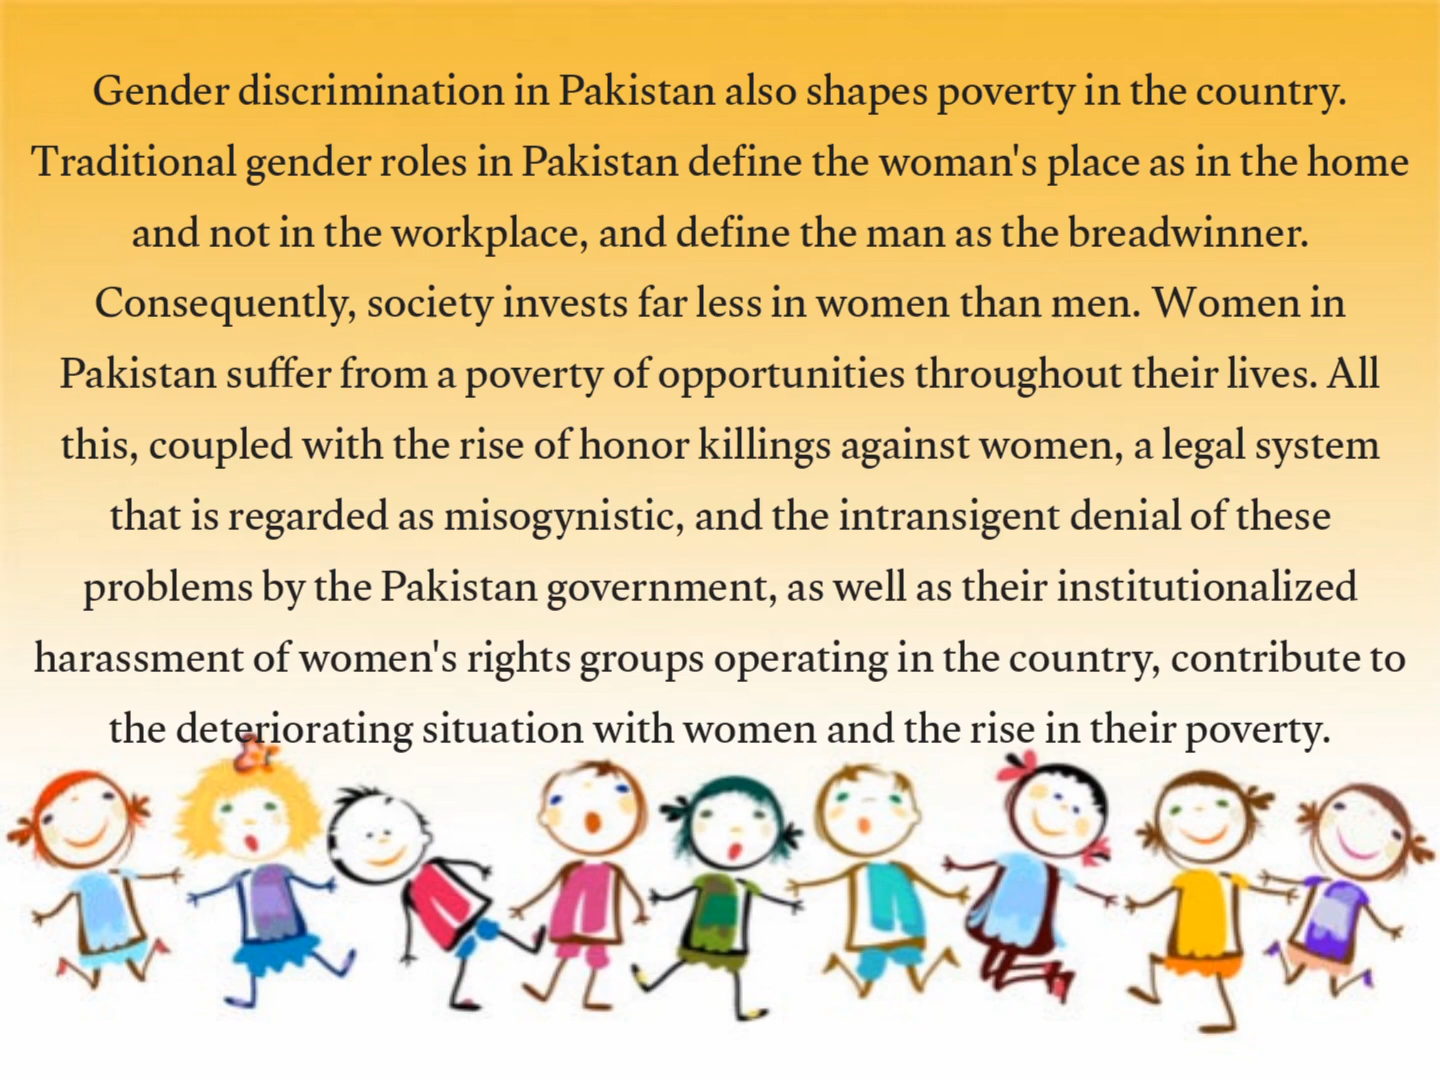 Gender discrimination in Pakistan also shapes poverty in the country.
Traditional gender roles in Pakistan define the woman's place as in the home
and not in the workplace, and define the man as the breadwinner.
Consequently, society invests far less in women than men. Women in
Pakistan suffer from a poverty of opportunities throughout their lives. All
this, coupled with the rise of honor killings against women, a legal system
that is regarded as misogynistic, and the intransigent denial of these
problems by the Pakistan government, as well as their institutionalized
harassment of women's rights groups operating in the country, contribute to
the deteriorating situation with women and the rise in their poverty.